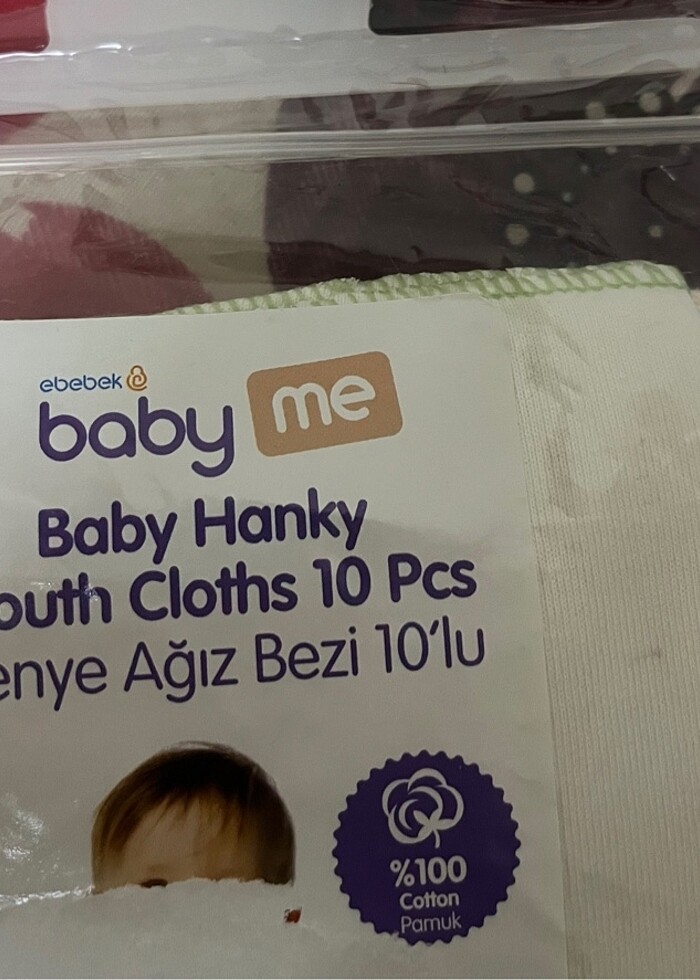 ebebek
baby me
Baby Hanky
outh Cloths 10 Pcs
enye Ağız Bezi 10'lu
%100
Cotton
Pamuk